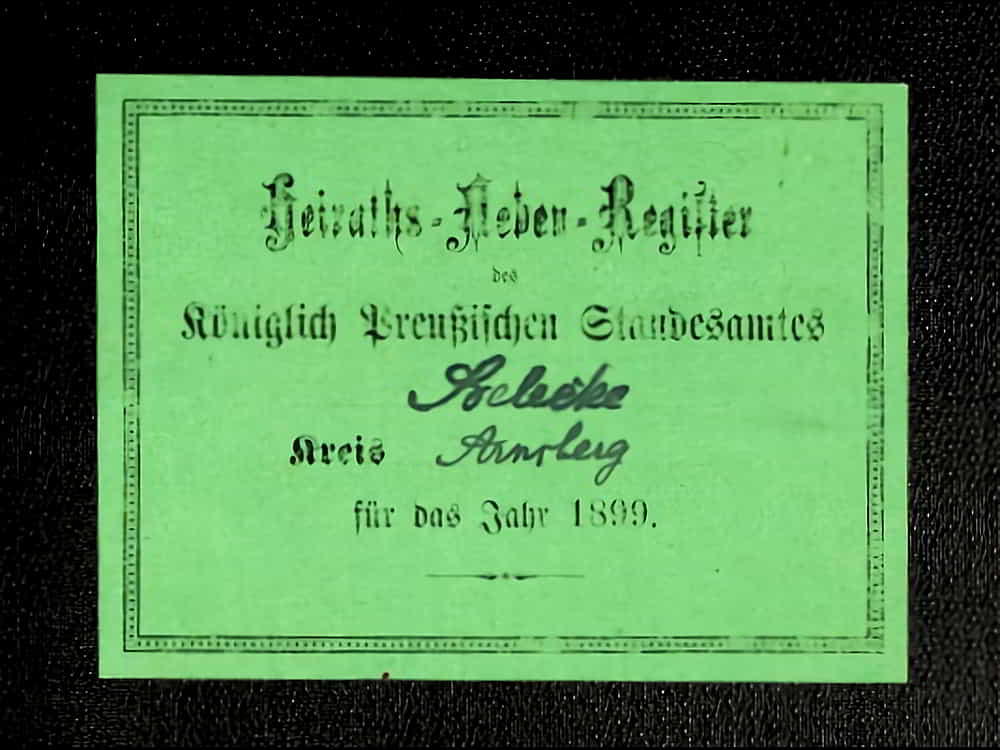 Heiraths-Neben-Register
des
Königlich Preußischen Standesamtes
Belecke
Kreis Arnsberg
für das Jahr 1899.